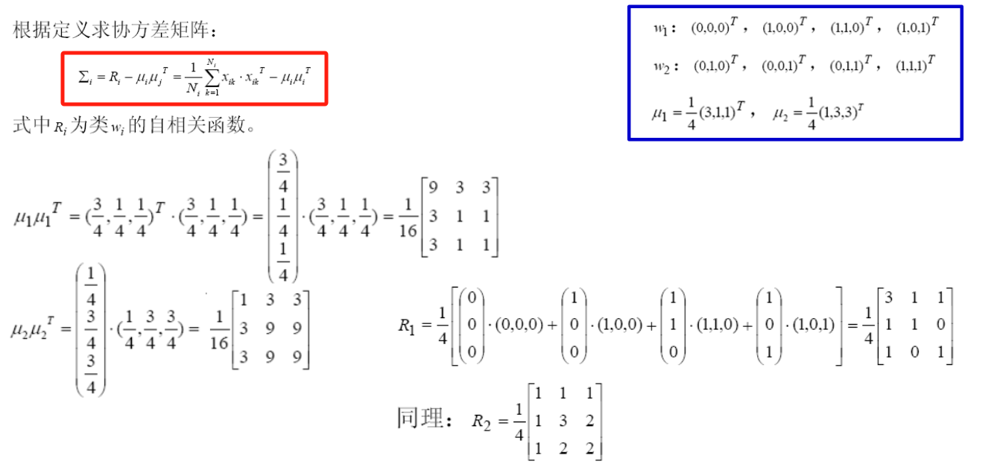 根据定义求协方差矩阵：
$\Sigma_i = R_i - \mu_i \mu_j^T = \frac{1}{N_i} \sum_{k=1}^{N_i} x_{ik} \cdot x_{ik}^T - \mu_i \mu_i^T$
式中 $R_i$ 为类 $w_i$ 的自相关函数。
$w_1$： $(0,0,0)^T$， $(1,0,0)^T$， $(1,1,0)^T$， $(1,0,1)^T$
$w_2$： $(0,1,0)^T$， $(0,0,1)^T$， $(0,1,1)^T$， $(1,1,1)^T$
$\mu_1 = \frac{1}{4}(3,1,1)^T$， $\mu_2 = \frac{1}{4}(1,3,3)^T$
$\mu_1 \mu_1^T = (\frac{3}{4},\frac{1}{4},\frac{1}{4})^T \cdot (\frac{3}{4},\frac{1}{4},\frac{1}{4}) = \begin{pmatrix} \frac{3}{4} \\ \frac{1}{4} \\ \frac{1}{4} \end{pmatrix} \cdot (\frac{3}{4},\frac{1}{4},\frac{1}{4}) = \frac{1}{16} \begin{bmatrix} 9 & 3 & 3 \\ 3 & 1 & 1 \\ 3 & 1 & 1 \end{bmatrix}$
$\mu_2 \mu_2^T = \begin{pmatrix} \frac{1}{4} \\ \frac{3}{4} \\ \frac{3}{4} \end{pmatrix} \cdot (\frac{1}{4},\frac{3}{4},\frac{3}{4}) = \frac{1}{16} \begin{bmatrix} 1 & 3 & 3 \\ 3 & 9 & 9 \\ 3 & 9 & 9 \end{bmatrix}$
$R_1 = \frac{1}{4} \left[ \begin{pmatrix} 0 \\ 0 \\ 0 \end{pmatrix} \cdot (0,0,0) + \begin{pmatrix} 1 \\ 0 \\ 0 \end{pmatrix} \cdot (1,0,0) + \begin{pmatrix} 1 \\ 1 \\ 0 \end{pmatrix} \cdot (1,1,0) + \begin{pmatrix} 1 \\ 0 \\ 1 \end{pmatrix} \cdot (1,0,1) \right] = \frac{1}{4} \begin{bmatrix} 3 & 1 & 1 \\ 1 & 1 & 0 \\ 1 & 0 & 1 \end{bmatrix}$
同理： $R_2 = \frac{1}{4} \begin{bmatrix} 1 & 1 & 1 \\ 1 & 3 & 2 \\ 1 & 2 & 2 \end{bmatrix}$